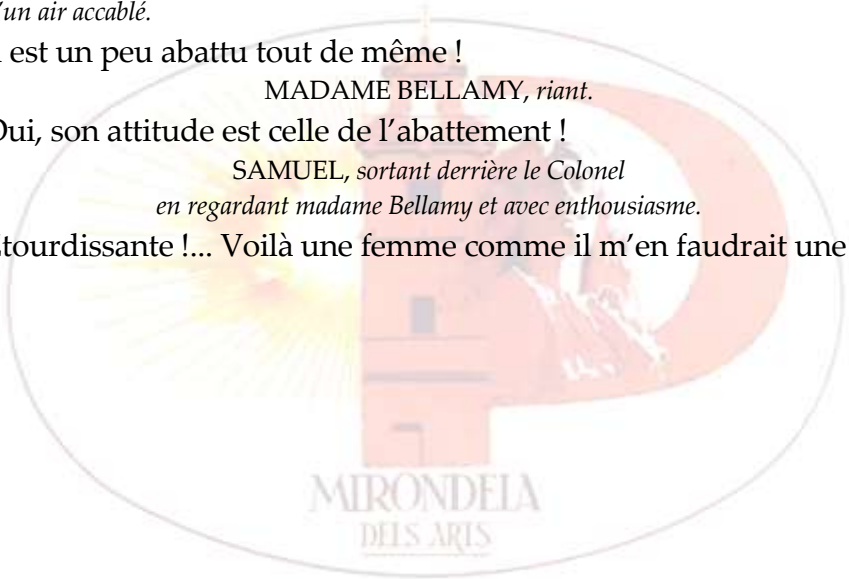 ’un air accablé.
l est un peu abattu tout de même !
MADAME BELLAMY, riant.
Oui, son attitude est celle de l’abattement !
SAMUEL, sortant derrière le Colonel
en regardant madame Bellamy et avec enthousiasme.
Étourdissante !... Voilà une femme comme il m’en faudrait une
MIRONDELA
DELS ARTS